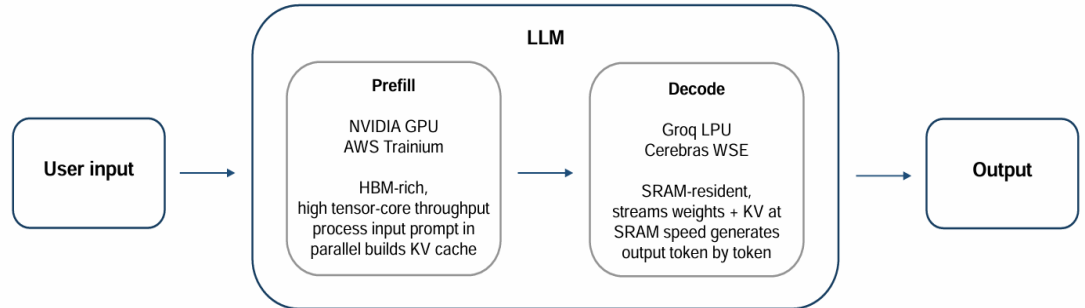 LLM
User input
Prefill
NVIDIA GPU
AWS Trainium
HBM-rich,
high tensor-core throughput
process input prompt in
parallel builds KV cache
Decode
Groq LPU
Cerebras WSE
SRAM-resident,
streams weights + KV at
SRAM speed generates
output token by token
Output